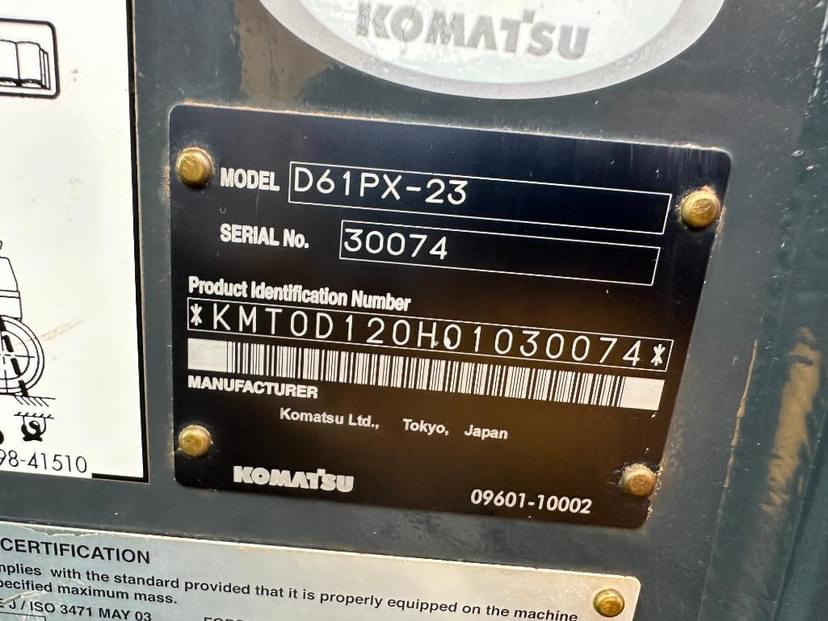 KOMATSU
MODEL D61PX-23
SERIAL No. 30074
Product Identification Number
*KMT0D120H01030074*
MANUFACTURER
Komatsu Ltd., Tokyo, Japan
KOMATSU
09601-10002
98-41510
CERTIFICATION
mplies with the standard provided that it is properly equipped on the machine
pecified maximum mass.
E J / ISO 3471 MAY 03